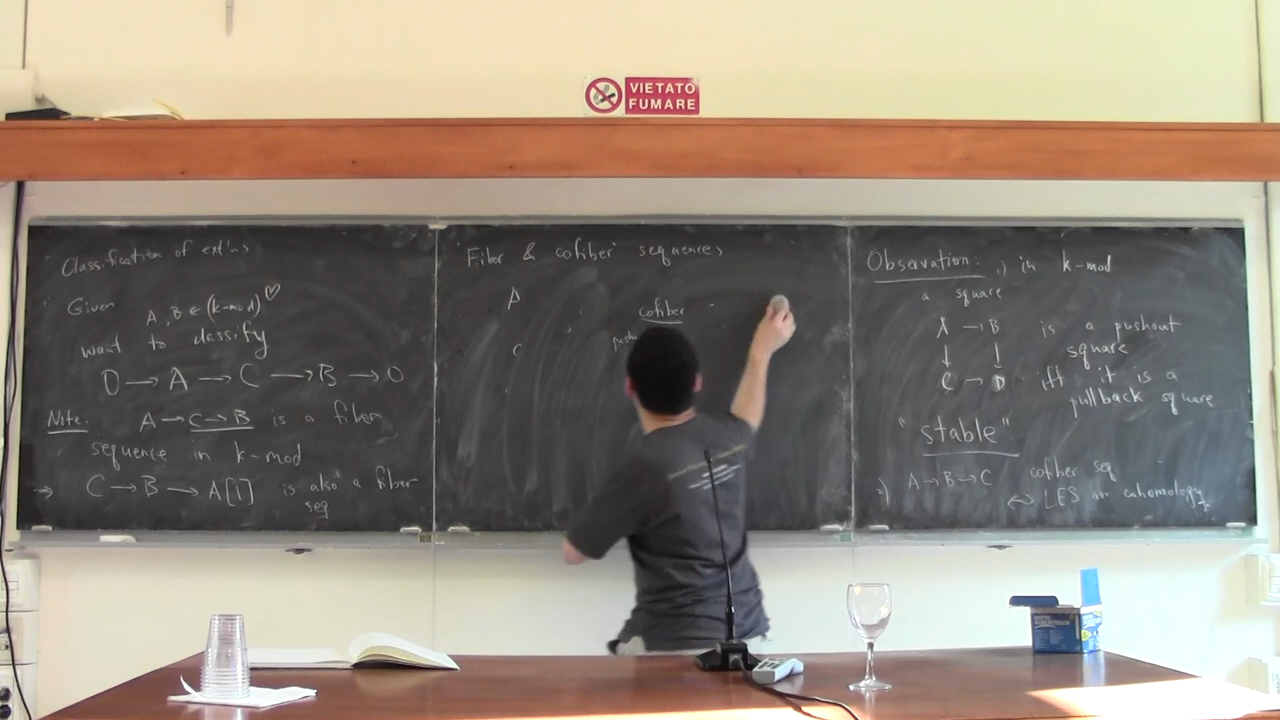 VIETATO
FUMARE
Classification of ext'ns
Given A, B ∈ (k-mod)♡
want to classify
0 → A → C → B → 0
Note. A → C → B is a fiber
sequence in k-mod
⇒ C → B → A[1] is also a fiber
seq
Fiber & cofiber sequences
A
cofiber
C
Observation. 1) in k-mod
a square
A → B is a pushout
↓ ↓ square
C → D iff it is a
pullback square
"stable"
2) A → B → C cofiber seq
↔ LES on cohomology